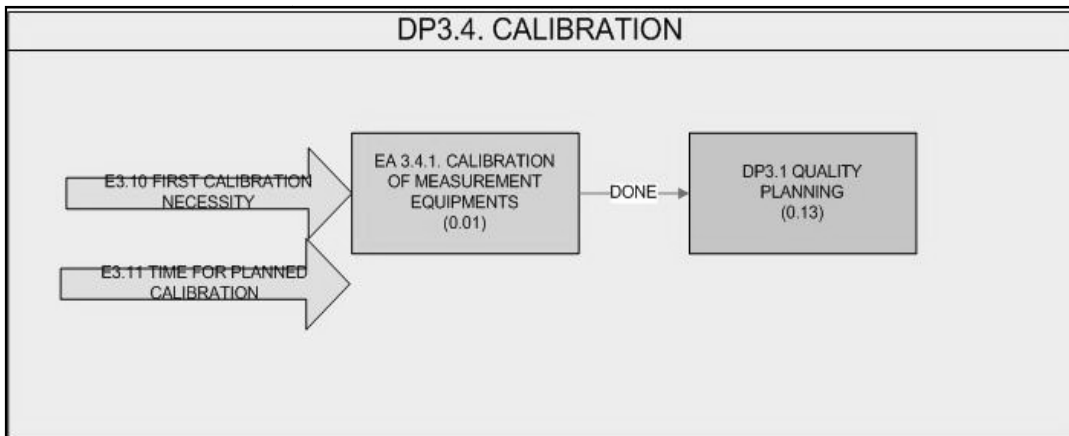 DP3.4. CALIBRATION
E3.10 FIRST CALIBRATION
NECESSITY
EA 3.4.1. CALIBRATION
OF MEASUREMENT
EQUIPMENTS
(0.01)
DONE
DP3.1 QUALITY
PLANNING
(0.13)
E3.11 TIME FOR PLANNED
CALIBRATION